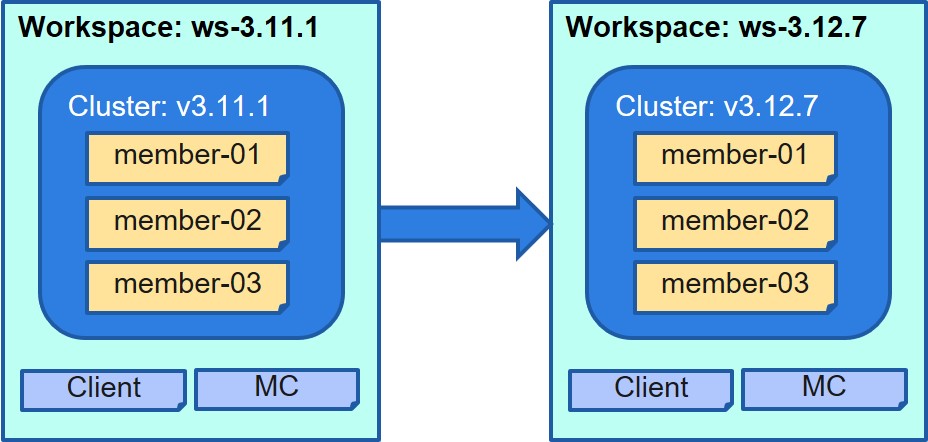 Workspace: ws-3.11.1
Cluster: v3.11.1
member-01
member-02
member-03
Client
MC
Workspace: ws-3.12.7
Cluster: v3.12.7
member-01
member-02
member-03
Client
MC